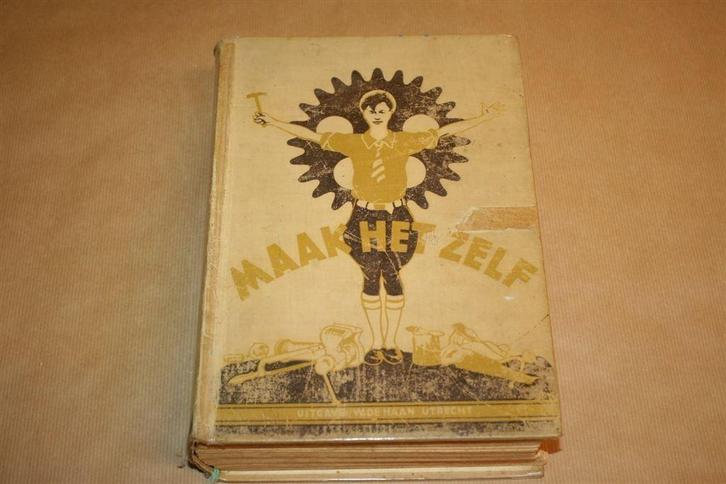 MAAK HET ZELF
UITGAVE W. DE HAAN UTRECHT